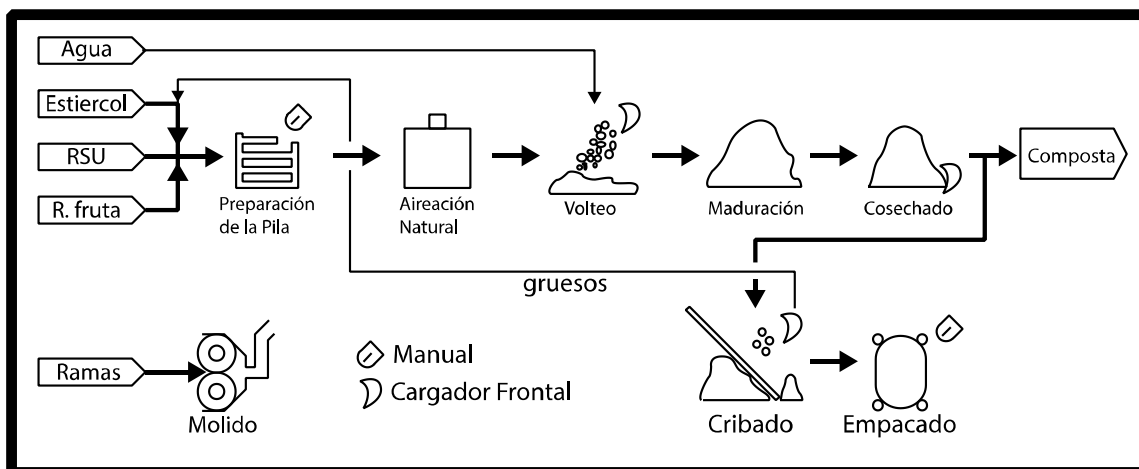 Agua
Estiercol
RSU
R. fruta
Preparación
de la Pila
Aireación
Natural
Volteo
Maduración
Cosechado
Composta
gruesos
Ramas
Molido
Manual
Cargador Frontal
Cribado
Empacado